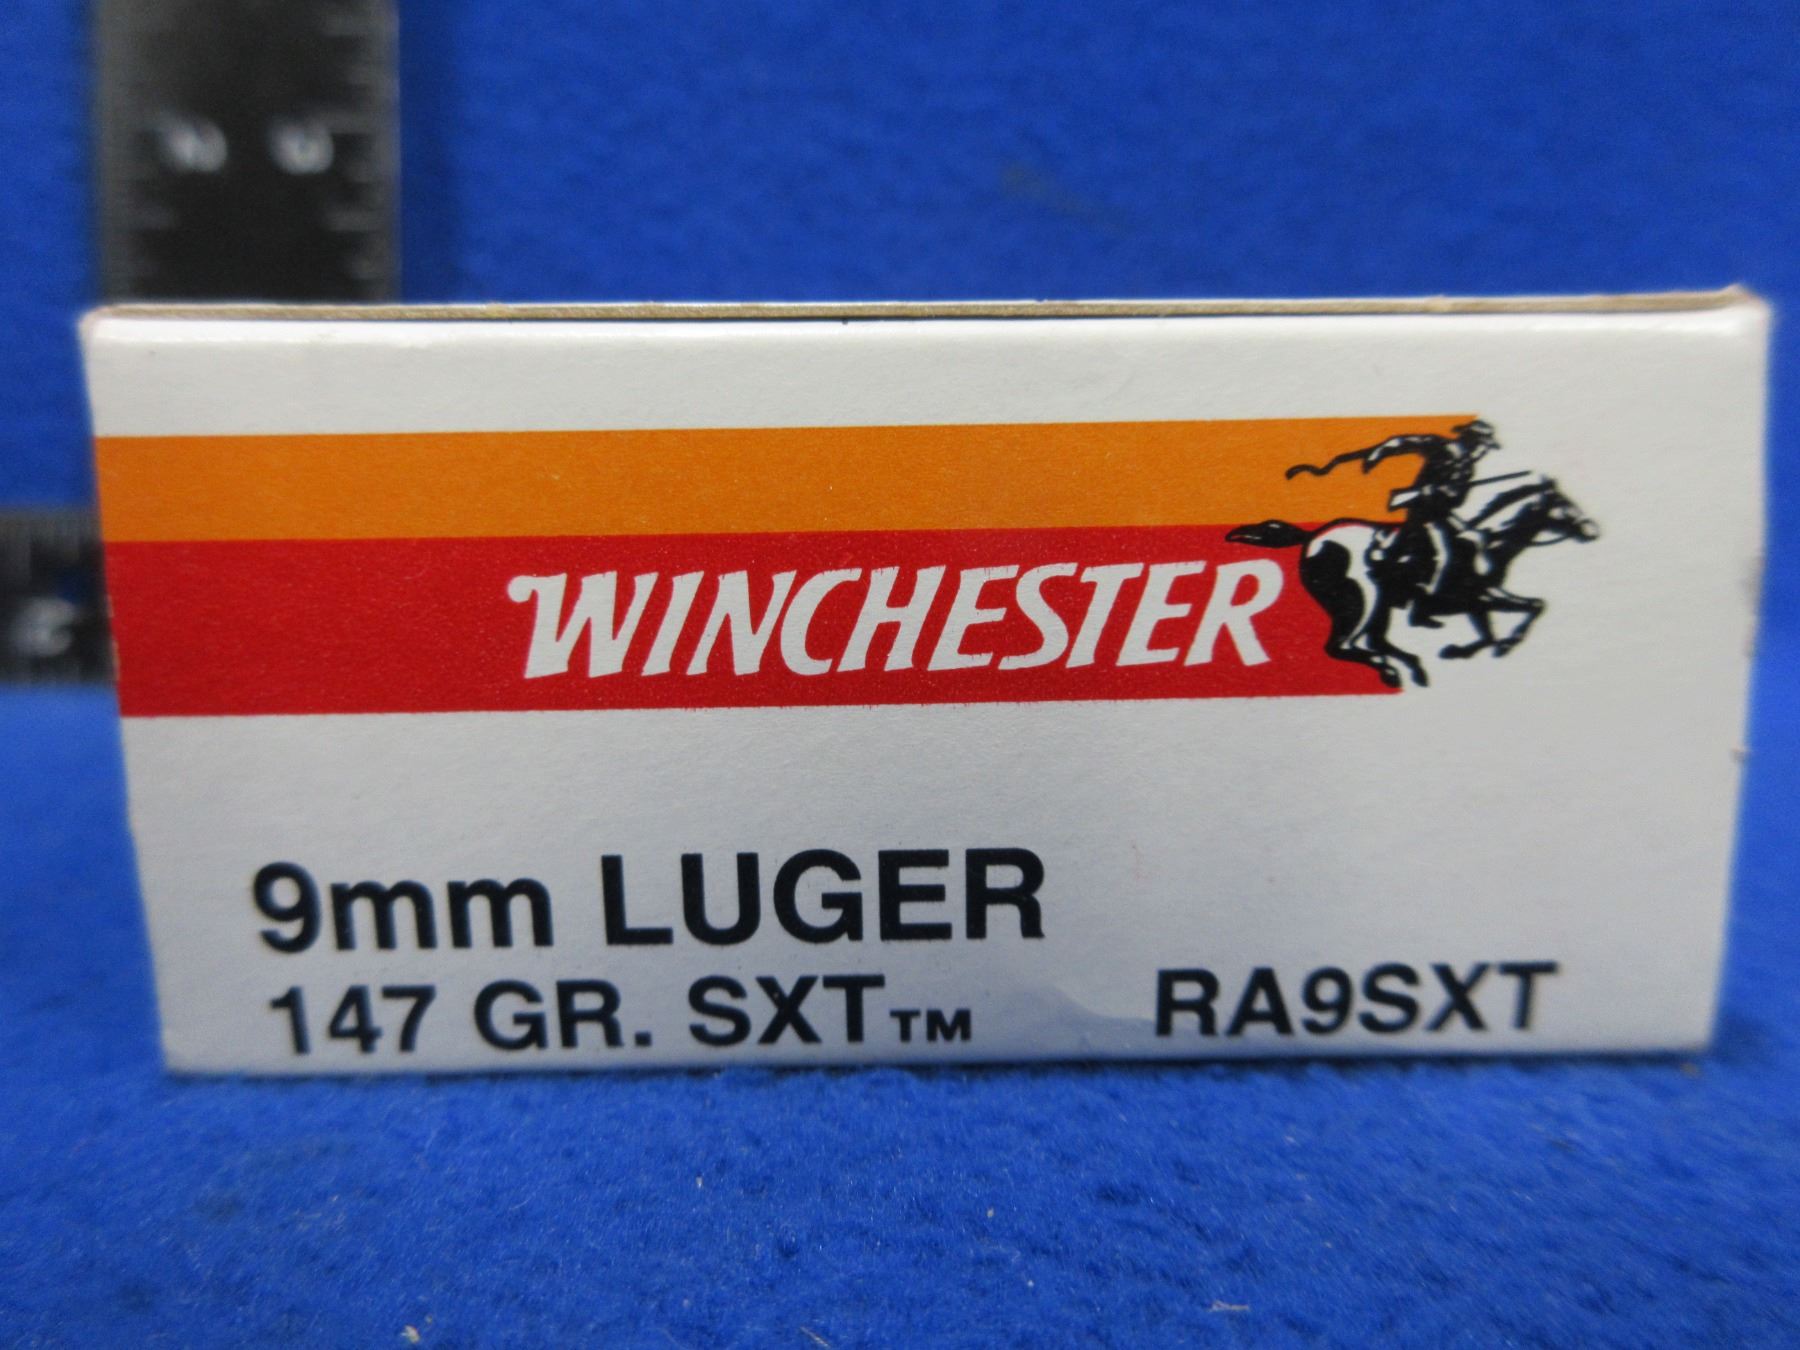 WINCHESTER
9mm LUGER
147 GR. SXT™ RA9SXT